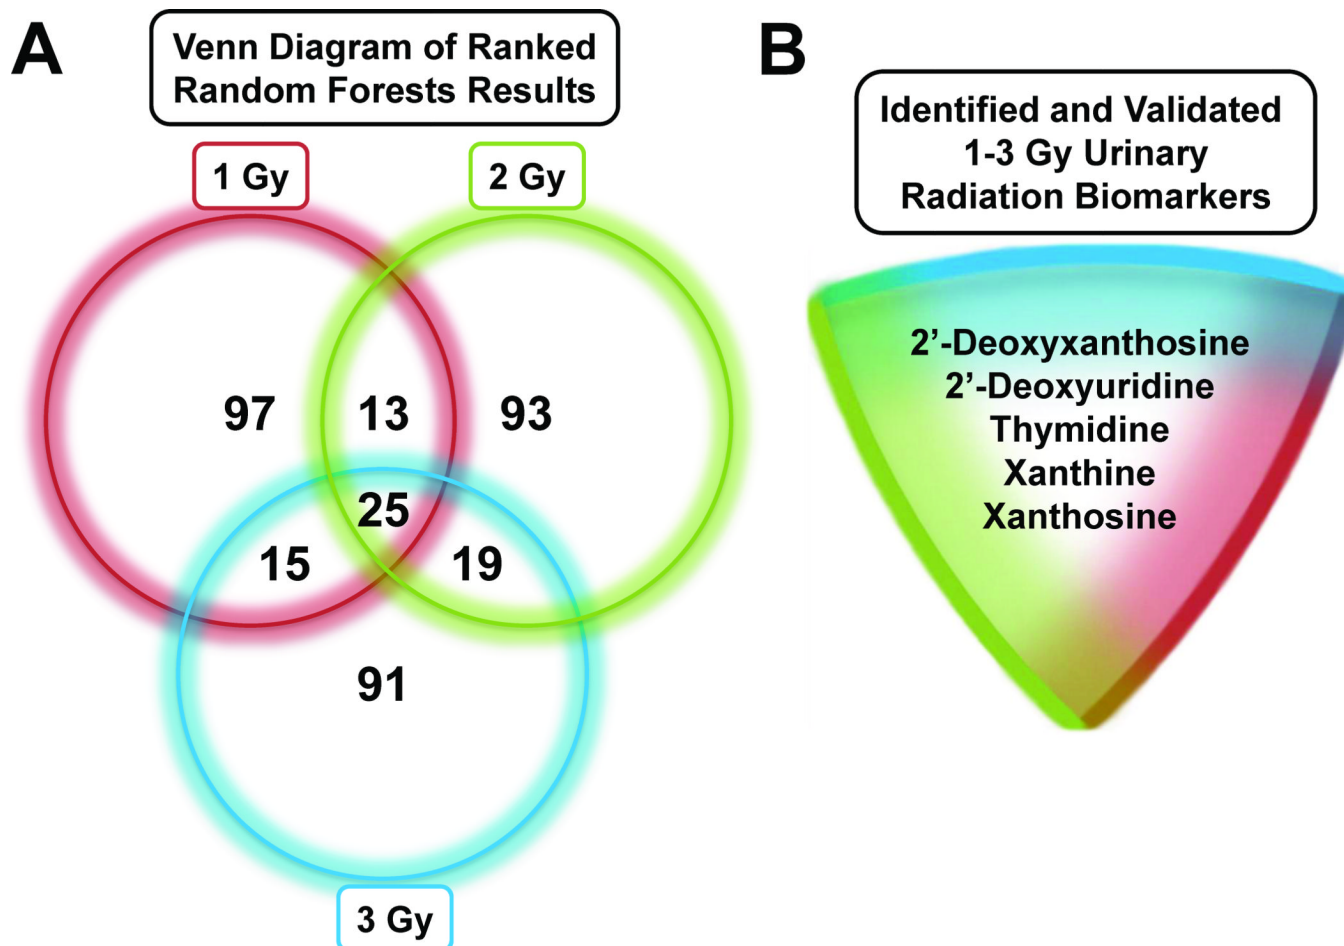 A
Venn Diagram of Ranked
Random Forests Results
1 Gy
2 Gy
97
13
93
25
15
19
91
3 Gy
B
Identified and Validated
1-3 Gy Urinary
Radiation Biomarkers
2’-Deoxyxanthosine
2’-Deoxyuridine
Thymidine
Xanthine
Xanthosine